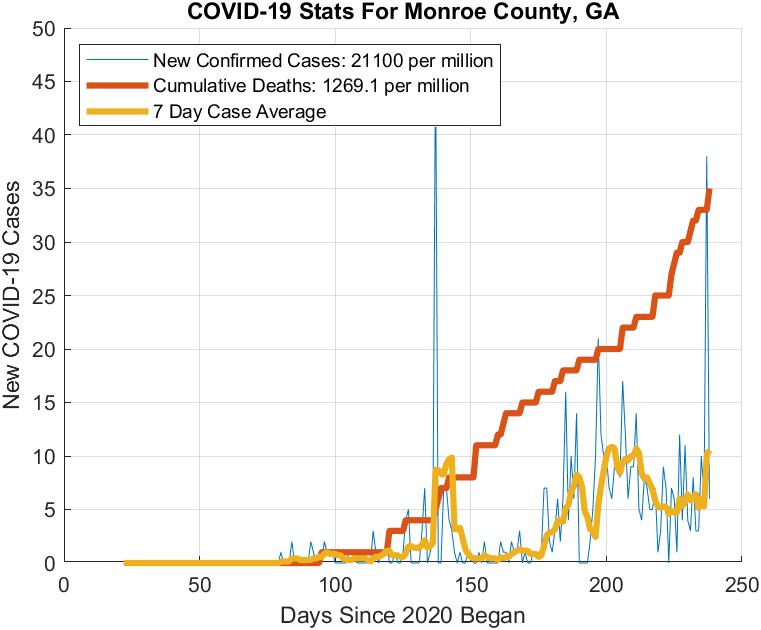 COVID-19 Stats For Monroe County, GA
New Confirmed Cases: 21100 per million
Cumulative Deaths: 1269.1 per million
7 Day Case Average
New COVID-19 Cases
50
45
40
35
30
25
20
15
10
5
0
0 50 100 150 200 250
Days Since 2020 Began